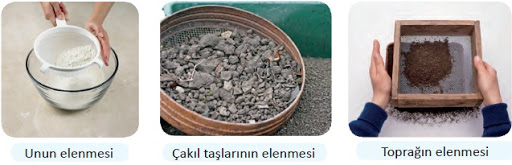 Unun elenmesi
Çakıl taşlarının elenmesi
Toprağın elenmesi